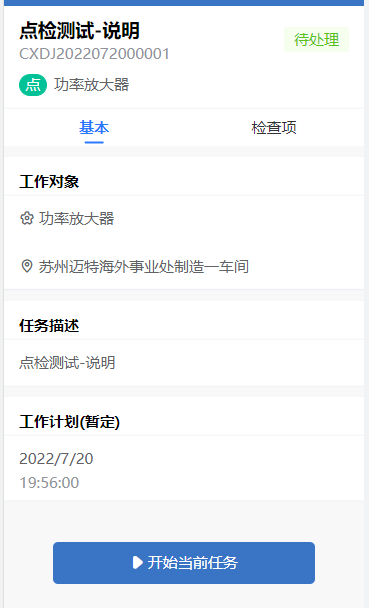 点检测试-说明
待处理
CXDJ2022072000001
点 功率放大器
基本 检查项
工作对象
功率放大器
苏州迈特海外事业处制造一车间
任务描述
点检测试-说明
工作计划(暂定)
2022/7/20
19:56:00
开始当前任务